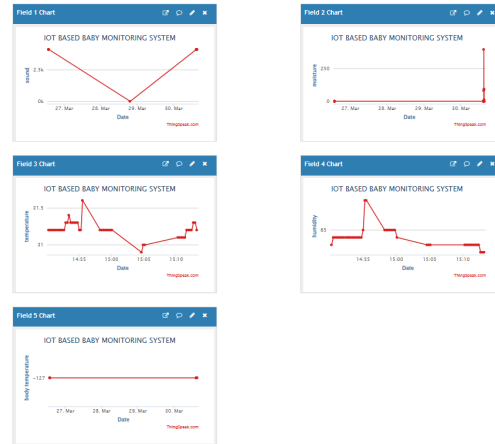 Field 1 Chart
IOT BASED BABY MONITORING SYSTEM
sound
2.5k
0k
27. Mar 28. Mar 29. Mar 30. Mar
Date
ThingSpeak.com
Field 2 Chart
IOT BASED BABY MONITORING SYSTEM
moisture
250
0
27. Mar 28. Mar 29. Mar 30. Mar
Date
ThingSpeak.com
Field 3 Chart
IOT BASED BABY MONITORING SYSTEM
temperature
31.5
31
14:55 15:00 15:05 15:10
Date
ThingSpeak.com
Field 4 Chart
IOT BASED BABY MONITORING SYSTEM
humidity
65
14:55 15:00 15:05 15:10
Date
ThingSpeak.com
Field 5 Chart
IOT BASED BABY MONITORING SYSTEM
body temperature
-127
27. Mar 28. Mar 29. Mar 30. Mar
Date
ThingSpeak.com